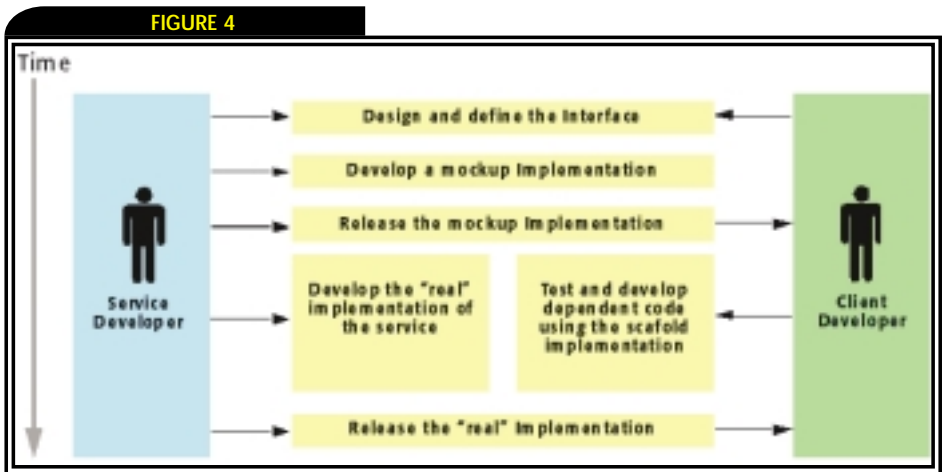 FIGURE 4
Time
Design and define the Interface
Develop a mockup Implementation
Release the mockup Implementation
Service
Developer
Develop the "real"
implementation of
the service
Test and develop
dependent code
using the scafold
implementation
Client
Developer
Release the "real" Implementation